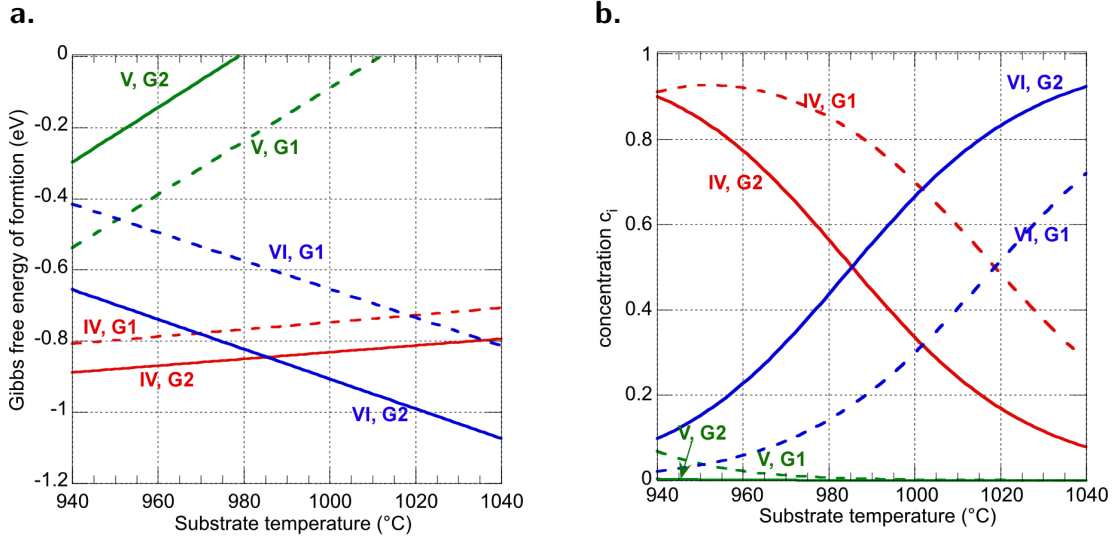 a.
Gibbs free energy of formtion (eV)
0
-0.2
-0.4
-0.6
-0.8
-1
-1.2
V, G2
V, G1
VI, G1
IV, G1
IV, G2
VI, G2
940 960 980 1000 1020 1040
Substrate temperature (°C)
b.
concentration cᵢ
1
0.8
0.6
0.4
0.2
0
IV, G1
VI, G2
IV, G2
VI, G1
V, G2
V, G1
940 960 980 1000 1020 1040
Substrate temperature (°C)